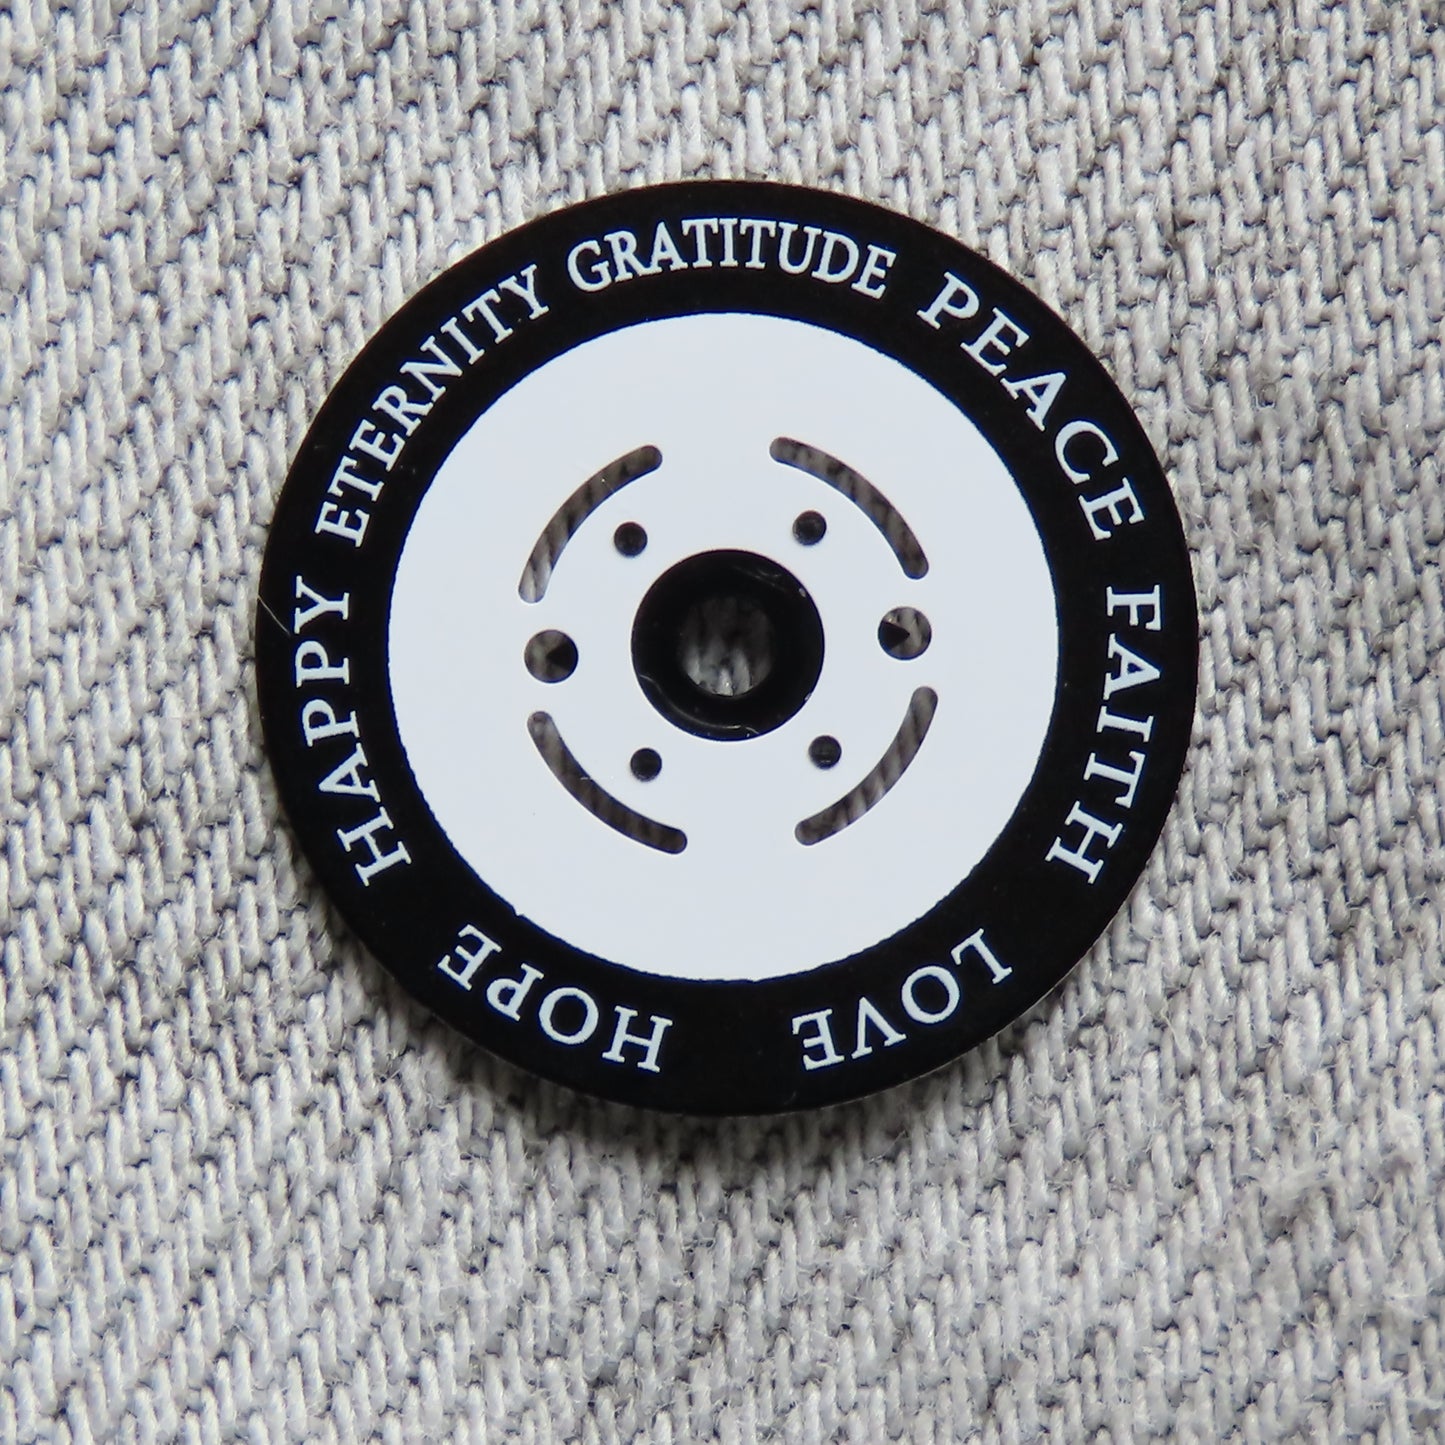 HOPE
HAPPY
ETERNITY
GRATITUDE
PEACE
FAITH
LOVE